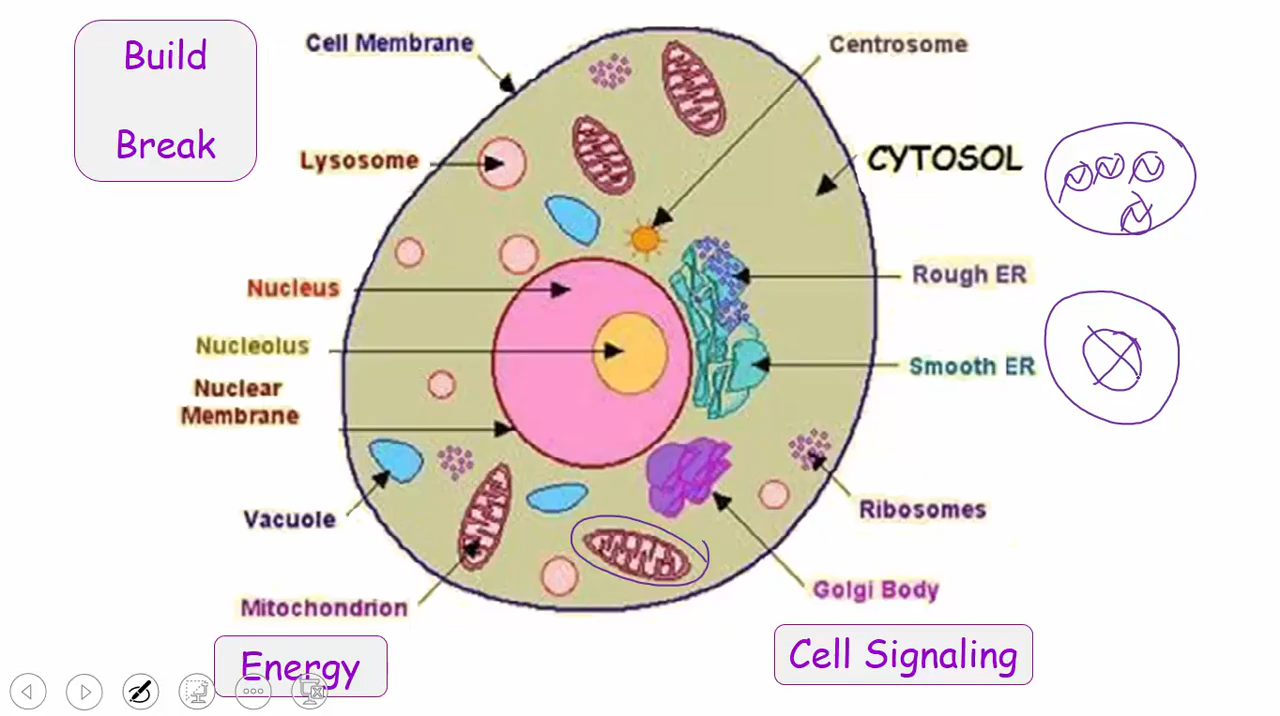 Build
Break
Cell Membrane
Centrosome
Lysosome
CYTOSOL
Rough ER
Nucleus
Nucleolus
Smooth ER
Nuclear
Membrane
Vacuole
Ribosomes
Golgi Body
Mitochondrion
Energy
Cell Signaling